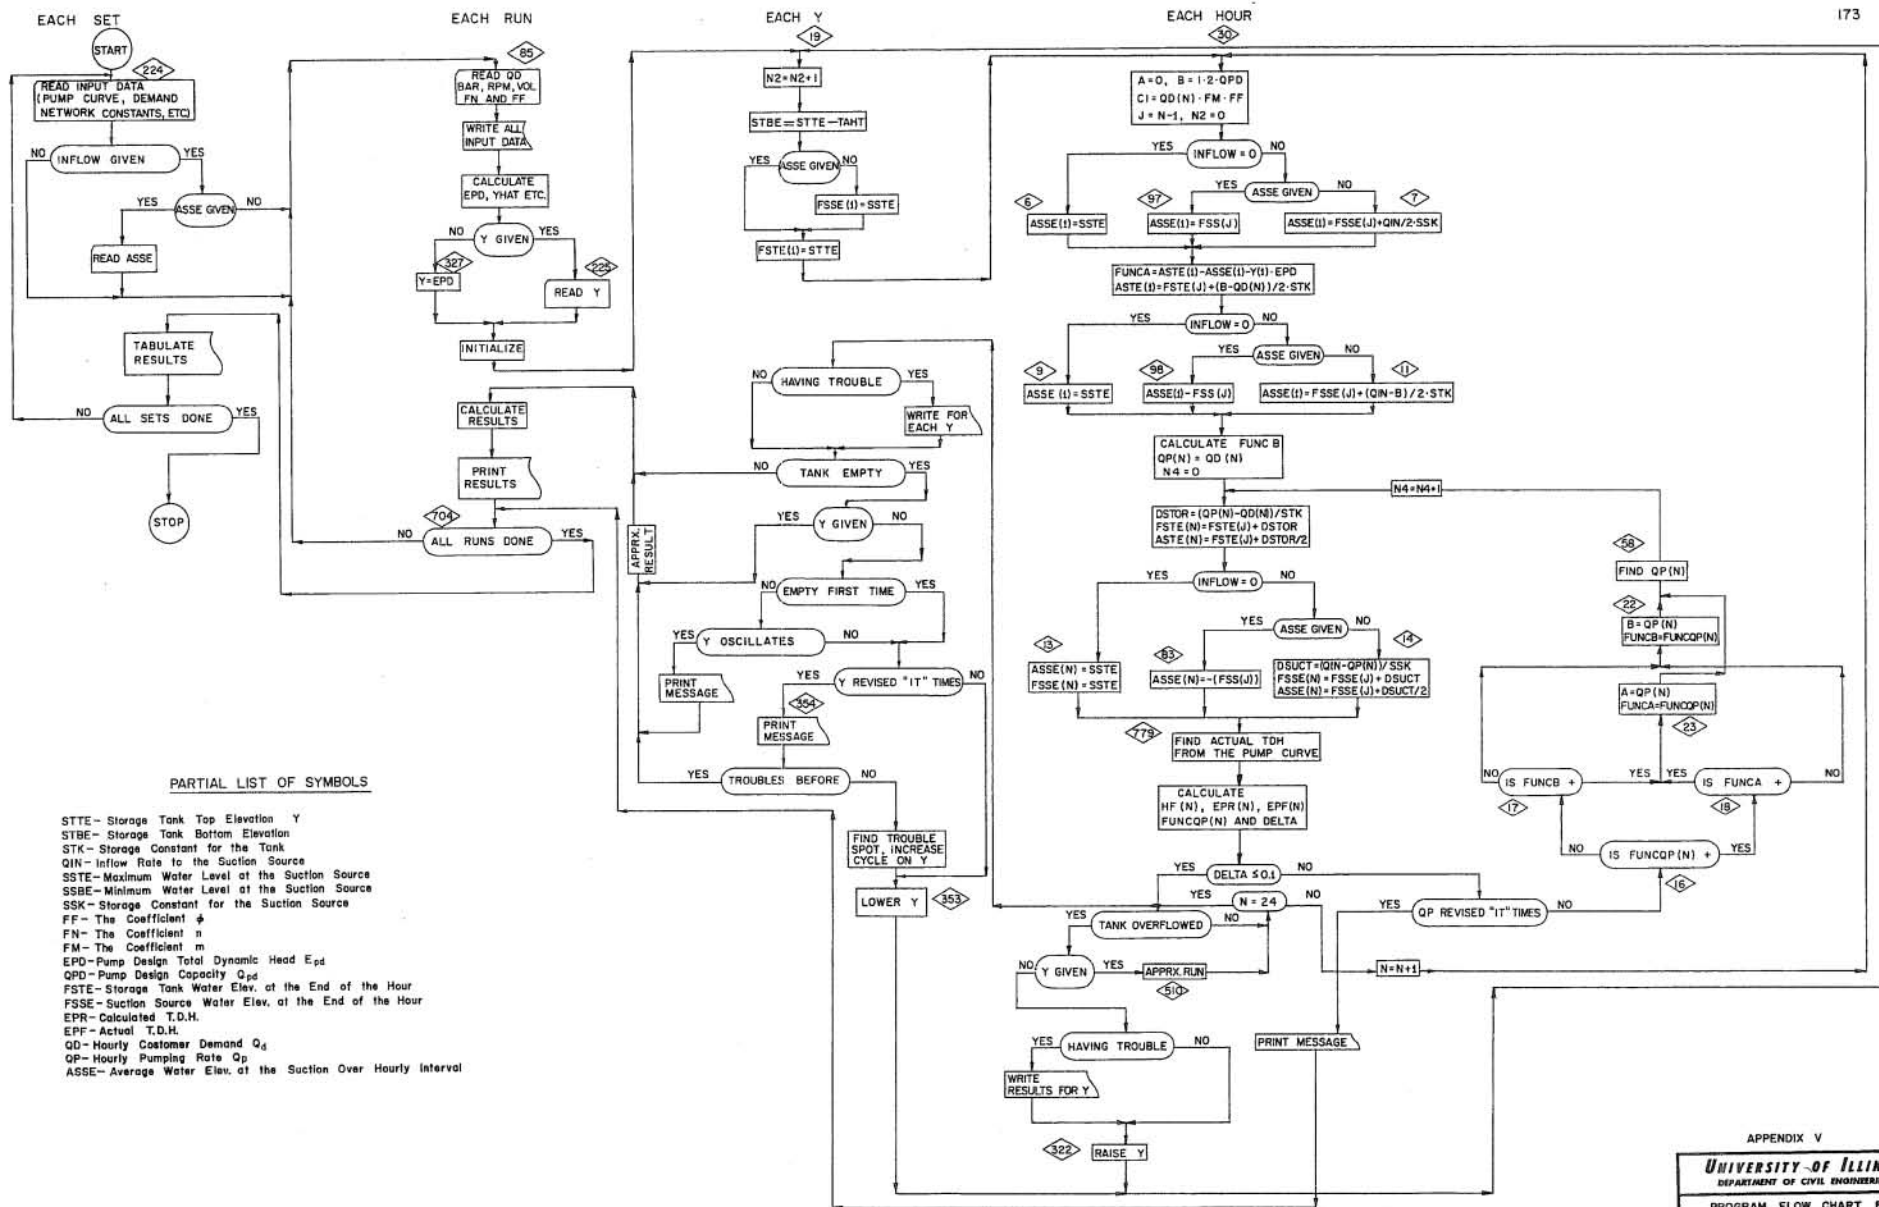 173
EACH SET
START
224
READ INPUT DATA
(PUMP CURVE, DEMAND
NETWORK CONSTANTS, ETC)
NO
INFLOW GIVEN
YES
YES
ASSE GIVEN
NO
READ ASSE
TABULATE
RESULTS
NO
ALL SETS DONE
YES
STOP
EACH RUN
85
READ QD
BAR, RPM, VOL
FN AND FF
WRITE ALL
INPUT DATA
CALCULATE
EPD, YHAT ETC.
NO
Y GIVEN
YES
327
Y=EPD
225
READ Y
INITIALIZE
CALCULATE
RESULTS
PRINT
RESULTS
704
NO
ALL RUNS DONE
YES
EACH Y
19
N2=N2+1
STBE=STTE-TAHT
YES
ASSE GIVEN
NO
FSSE(1)=SSTE
FSTE(1)=STTE
NO
HAVING TROUBLE
YES
WRITE FOR
EACH Y
NO
TANK EMPTY
YES
YES
Y GIVEN
NO
APPRX.
RESULT
NO
EMPTY FIRST TIME
YES
YES
Y OSCILLATES
NO
PRINT
MESSAGE
YES
Y REVISED "IT" TIMES
NO
354
PRINT
MESSAGE
YES
TROUBLES BEFORE
NO
FIND TROUBLE
SPOT, INCREASE
CYCLE ON Y
LOWER Y
353
EACH HOUR
30
A=0, B=1·2·QPD
C1=QD(N)·FM·FF
J=N-1, N2=0
YES
INFLOW=0
NO
YES
ASSE GIVEN
NO
6
97
7
ASSE(1)=SSTE
ASSE(1)=FSS(J)
ASSE(1)=FSSE(J)+QIN/2·SSK
FUNCA=ASTE(1)-ASSE(1)-Y(1)·EPD
ASTE(1)=FSTE(J)+(B-QD(N))/2·STK
YES
INFLOW=0
NO
YES
ASSE GIVEN
NO
9
98
11
ASSE (1)=SSTE
ASSE(1)-FSS(J)
ASSE(1)=FSSE(J)+(QIN-B)/2·STK
CALCULATE FUNC B
QP(N) = QD (N)
N4=0
N4=N4+1
DSTOR=(QP(N)-QD(N))/STK
FSTE(N)=FSTE(J)+DSTOR
ASTE(N)=FSTE(J)+DSTOR/2
YES
INFLOW=0
NO
YES
ASSE GIVEN
NO
13
83
14
ASSE(N)=SSTE
FSSE(N)=SSTE
ASSE(N)=-(FSS(J))
DSUCT=(QIN-QP(N))/SSK
FSSE(N)=FSSE(J)+DSUCT
ASSE(N)=FSSE(J)+DSUCT/2
779
FIND ACTUAL TDH
FROM THE PUMP CURVE
CALCULATE
HF(N), EPR(N), EPF(N)
FUNCQP(N) AND DELTA
YES
DELTA ≤0.1
NO
YES
N = 24
NO
YES
TANK OVERFLOWED
NO
NO
Y GIVEN
YES
APPRX. RUN
510
YES
HAVING TROUBLE
NO
WRITE
RESULTS FOR Y
322
RAISE Y
58
FIND QP(N)
22
B=QP(N)
FUNCB=FUNCQP(N)
A=QP(N)
FUNCA=FUNCQP(N)
23
NO
IS FUNCB +
YES
YES
IS FUNCA +
NO
17
18
NO
IS FUNCQP(N) +
YES
16
YES
QP REVISED "IT" TIMES
NO
N=N+1
PRINT MESSAGE
PARTIAL LIST OF SYMBOLS
STTE- Storage Tank Top Elevation Y
STBE- Storage Tank Bottom Elevation
STK- Storage Constant for the Tank
QIN- Inflow Rate to the Suction Source
SSTE-Maximum Water Level at the Suction Source
SSBE-Minimum Water Level at the Suction Source
SSK- Storage Constant for the Suction Source
FF- The Coefficient ϕ
FN- The Coefficient n
FM- The Coefficient m
EPD-Pump Design Total Dynamic Head Epd
QPD-Pump Design Capacity Qpd
FSTE-Storage Tank Water Elev. at the End of the Hour
FSSE-Suction Source Water Elev. at the End of the Hour
EPR-Calculated T.D.H.
EPF-Actual T.D.H.
QD-Hourly Costomer Demand Qd
QP-Hourly Pumping Rate Qp
ASSE-Average Water Elev. at the Suction Over Hourly Interval
APPENDIX V
UNIVERSITY OF ILLIN
DEPARTMENT OF CIVIL ENGINEERI
PROGRAM FLOW CHART